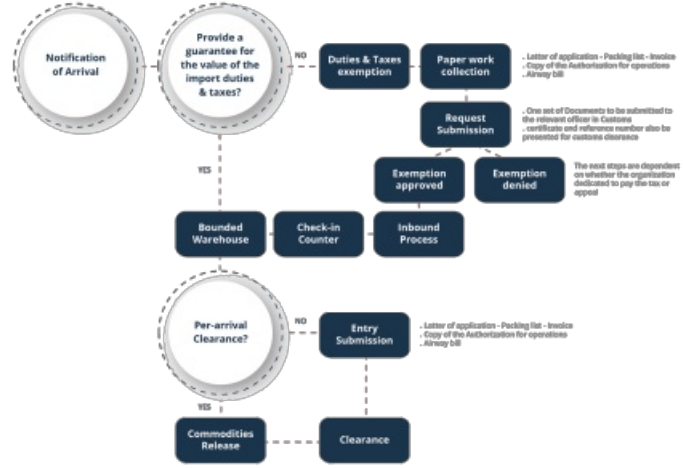 Notification
of Arrival
Provide a
guarantee for
the value of the
import duties
& taxes?
NO
Duties & Taxes
exemption
Paper work
collection
. Letter of application - Packing list - Invoice
. Copy of the Authorization for operations
. Airway bill
Request
Submission
. One set of Documents to be submitted to
the relevant officer in Customs
. certificate and reference number also be
presented for customs clearance
YES
Exemption
approved
Exemption
denied
The next steps are dependent
on whether the organization
dedicated to pay the tax or
appeal
Bounded
Warehouse
Check-in
Counter
Inbound
Process
Per-arrival
Clearance?
NO
Entry
Submission
. Letter of application - Packing list - Invoice
. Copy of the Authorization for operations
. Airway bill
YES
Commodities
Release
Clearance